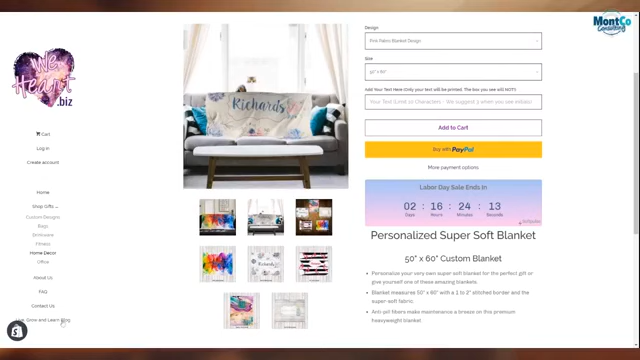 MontCo
Consulting
We
Heart
.biz
Cart
Log in
Create account
Home
Shop Gifts
Custom Designs
Bags
Drinkware
Fitness
Home Decor
Office
About Us
FAQ
Contact Us
Grow and Learn Blog
Richard's
Design
Pink Fabric Blanket Design
Size
50" x 60"
Add Your Text Here (Only your text will be printed. The box you see will NOT!)
Your Text (Limit 20 Characters - We suggest 3 when you see initials)
Add to Cart
Buy with PayPal
More payment options
Labor Day Sale Ends in
02 : 16 : 24 : 13
Days Hours Minutes Seconds
Personalized Super Soft Blanket
50" x 60" Custom Blanket
• Personalize your very own super soft blanket for the perfect gift or
give yourself one of these amazing blankets.
• Blanket measures 50" x 60" with a 1 to 2" stitched border and the
super-soft fabric.
• Anti-pill fibers make maintenance a breeze on this premium
heavyweight blanket.